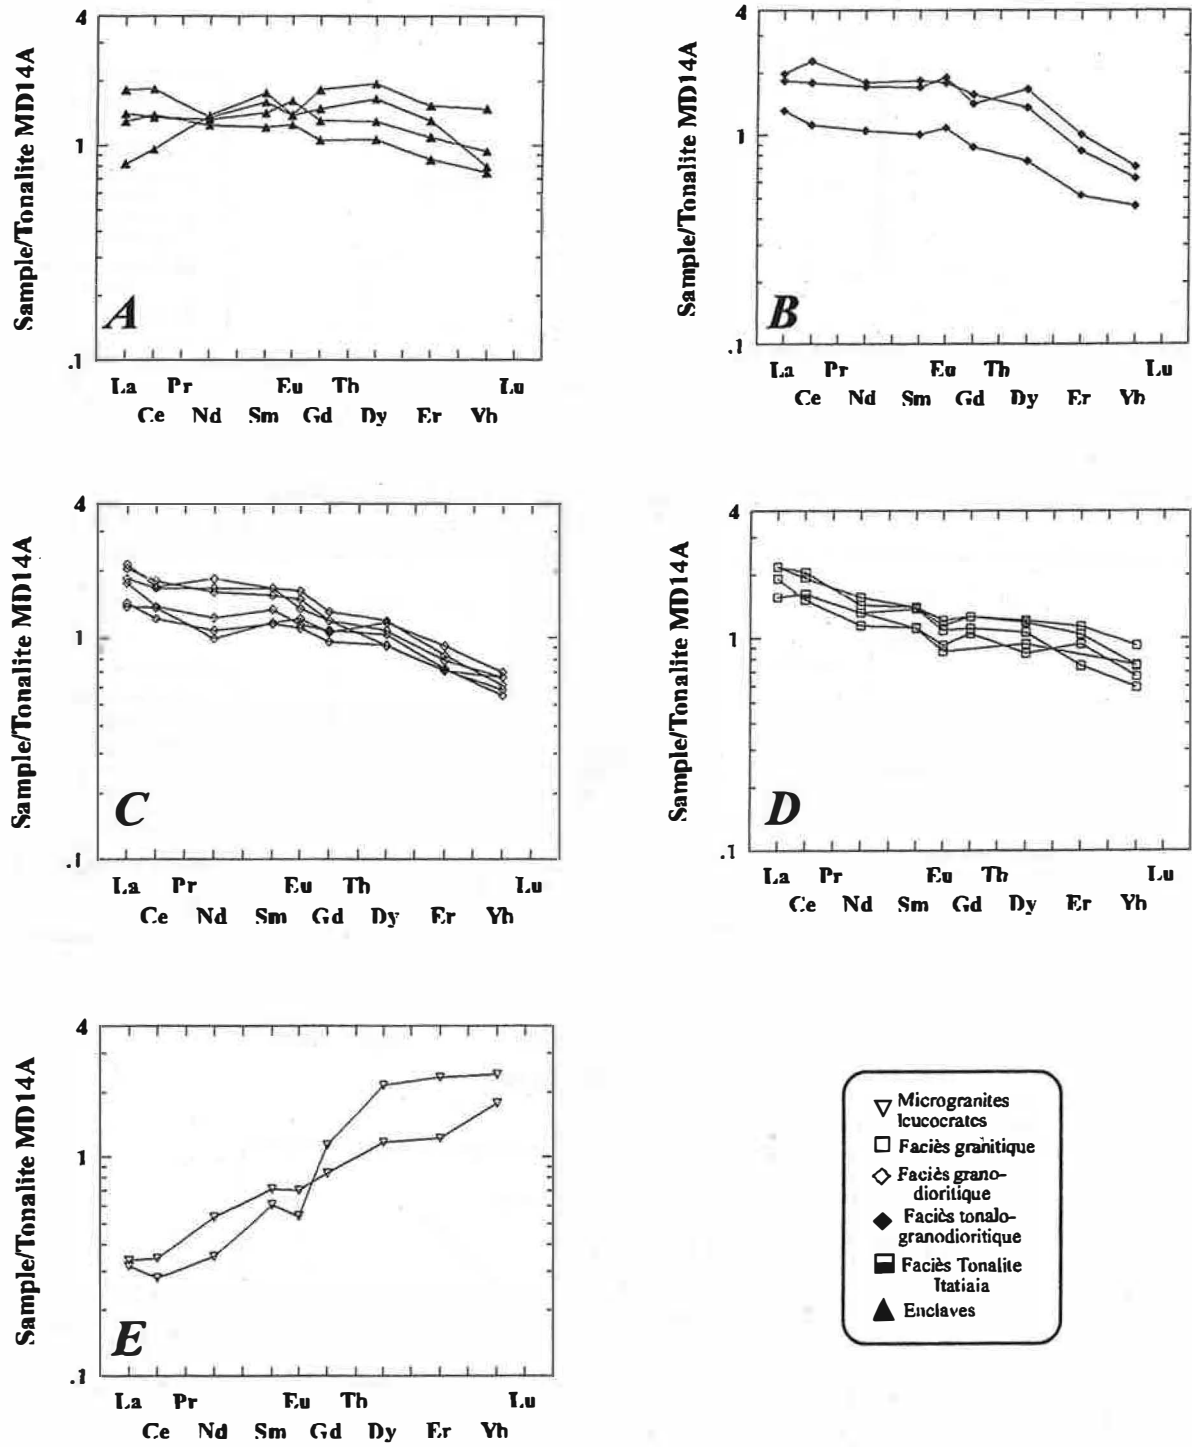 4
1
.1
Sample/Tonalite MD14A
A
La Pr Eu Tb Lu
Ce Nd Sm Gd Dy Er Yb
4
1
.1
Sample/Tonalite MD14A
B
La Pr Eu Tb Lu
Ce Nd Sm Gd Dy Er Yb
4
1
.1
Sample/Tonalite MD14A
C
La Pr Eu Tb Lu
Ce Nd Sm Gd Dy Er Yb
4
1
.1
Sample/Tonalite MD14A
D
La Pr Eu Tb Lu
Ce Nd Sm Gd Dy Er Yb
4
1
.1
Sample/Tonalite MD14A
E
La Pr Eu Tb Lu
Ce Nd Sm Gd Dy Er Yb
Microgranites
leucocrates
Faciès granitique
Faciès grano-
dioritique
Faciès tonalo-
granodioritique
Faciès Tonalite
Itatiaia
Enclaves